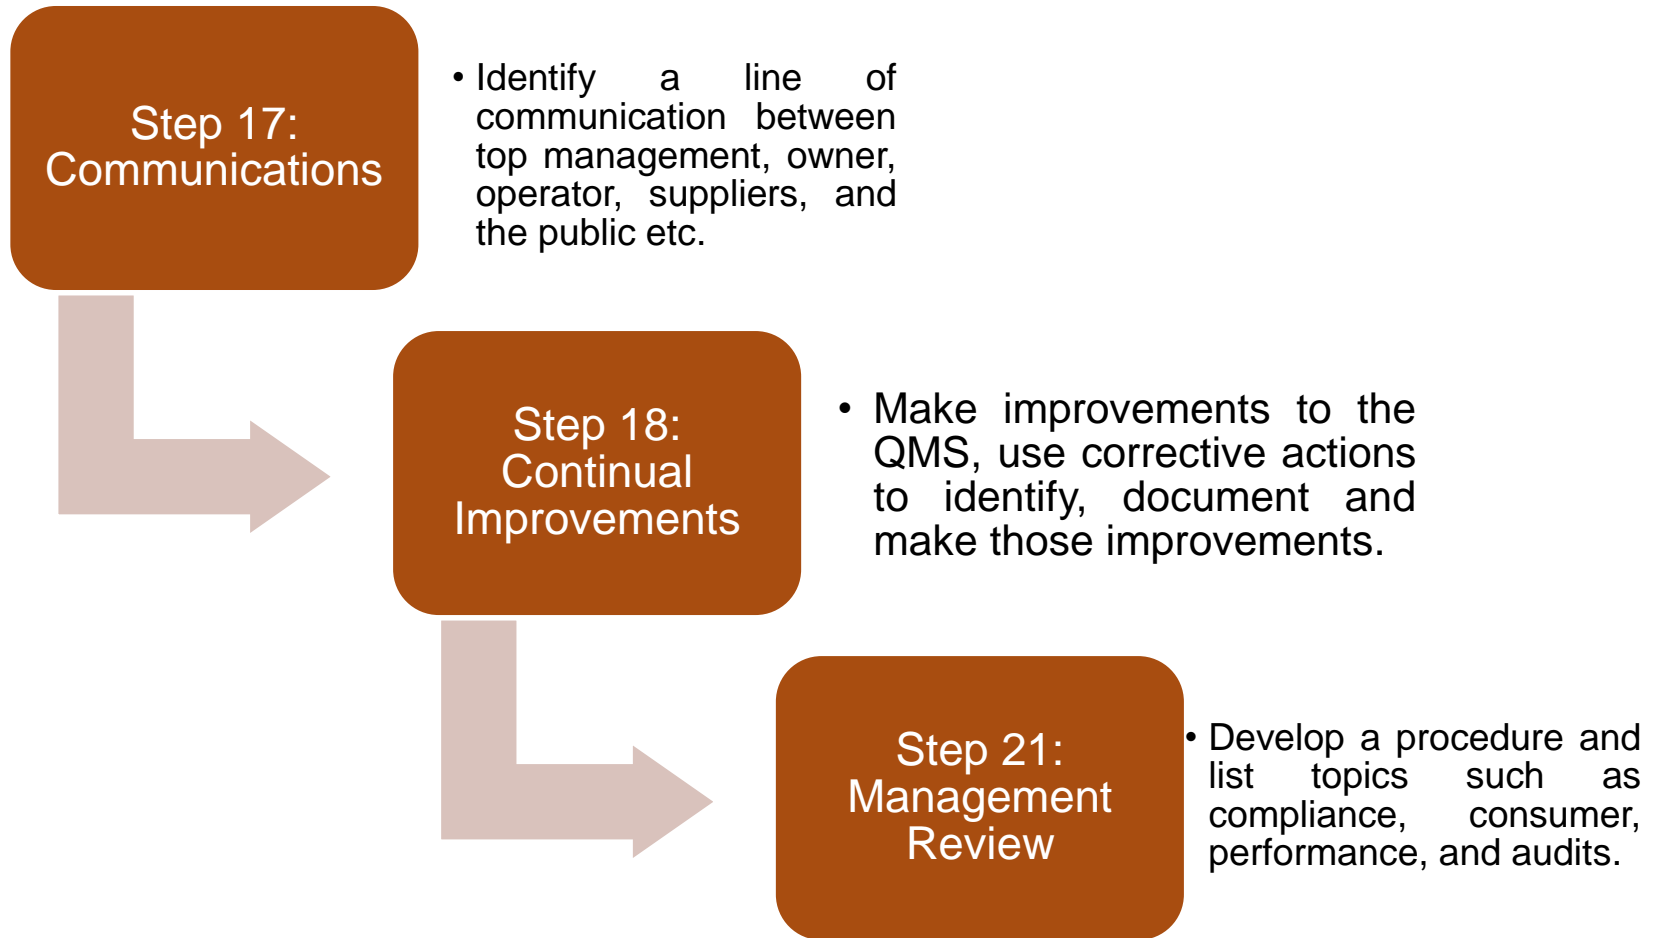 Step 17:
Communications
• Identify a line of
communication between
top management, owner,
operator, suppliers, and
the public etc.
Step 18:
Continual
Improvements
• Make improvements to the
QMS, use corrective actions
to identify, document and
make those improvements.
Step 21:
Management
Review
• Develop a procedure and
list topics such as
compliance, consumer,
performance, and audits.